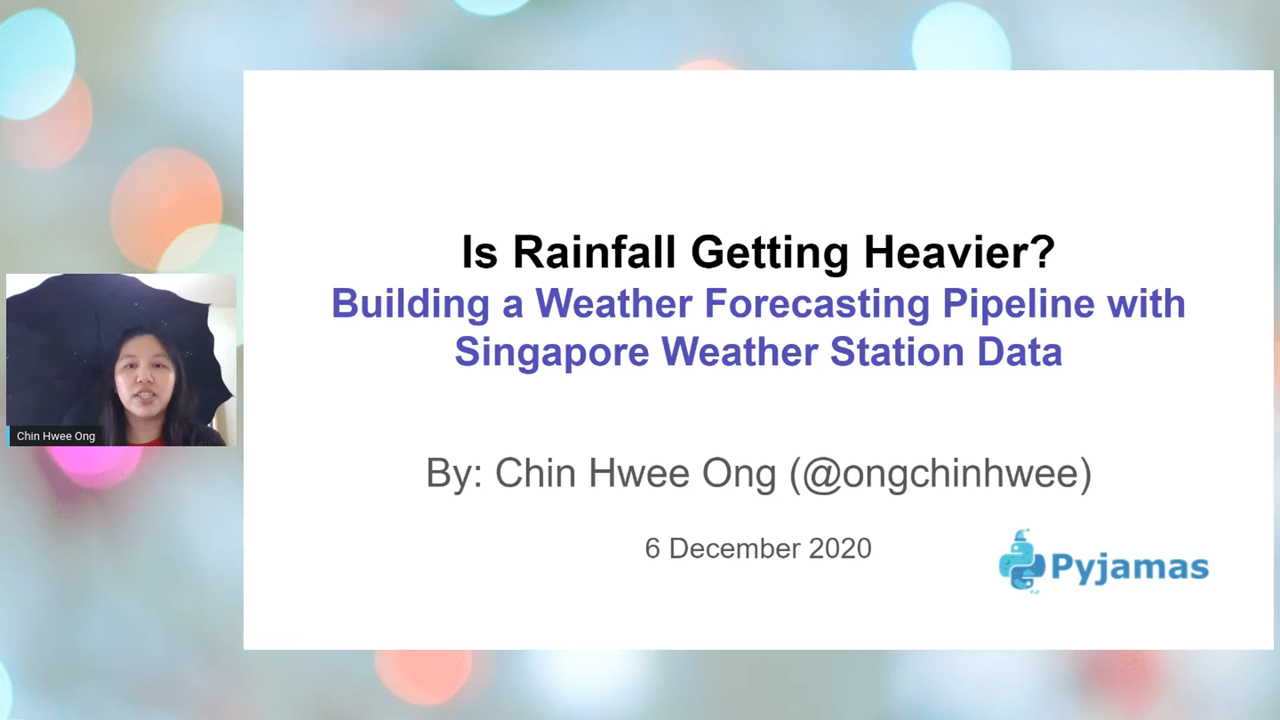 Is Rainfall Getting Heavier?
Building a Weather Forecasting Pipeline with
Singapore Weather Station Data
By: Chin Hwee Ong (@ongchinhwee)
6 December 2020
Pyjamas
Chin Hwee Ong